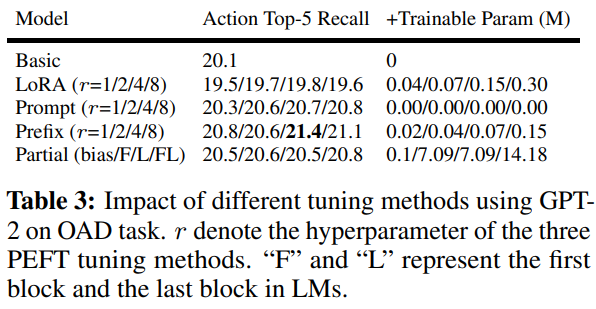 Model Action Top-5 Recall +Trainable Param (M)
Basic 20.1 0
LoRA (r=1/2/4/8) 19.5/19.7/19.8/19.6 0.04/0.07/0.15/0.30
Prompt (r=1/2/4/8) 20.3/20.6/20.7/20.8 0.00/0.00/0.00/0.00
Prefix (r=1/2/4/8) 20.8/20.6/21.4/21.1 0.02/0.04/0.07/0.15
Partial (bias/F/L/FL) 20.5/20.6/20.5/20.8 0.1/7.09/7.09/14.18
Table 3: Impact of different tuning methods using GPT-
2 on OAD task. r denote the hyperparameter of the three
PEFT tuning methods. “F” and “L” represent the first
block and the last block in LMs.